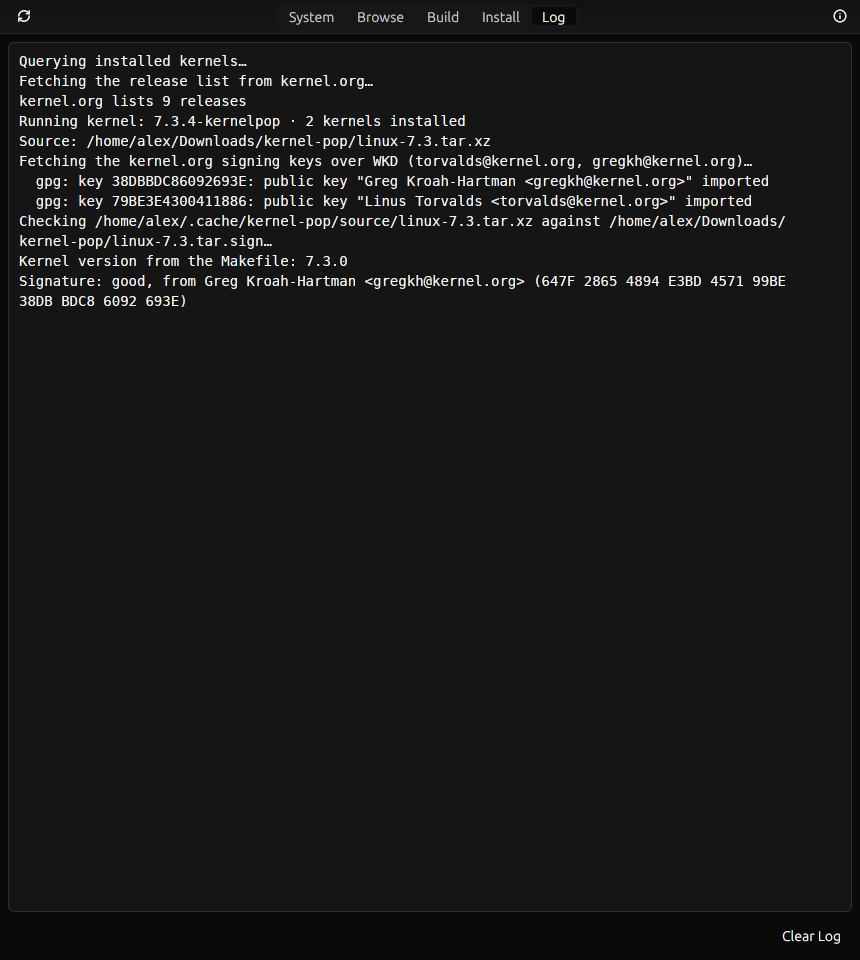 System Browse Build Install Log
Querying installed kernels…
Fetching the release list from kernel.org…
kernel.org lists 9 releases
Running kernel: 7.3.4-kernelpop · 2 kernels installed
Source: /home/alex/Downloads/kernel-pop/linux-7.3.tar.xz
Fetching the kernel.org signing keys over WKD (torvalds@kernel.org, gregkh@kernel.org)…
  gpg: key 38DBBDC86092693E: public key "Greg Kroah-Hartman <gregkh@kernel.org>" imported
  gpg: key 79BE3E4300411886: public key "Linus Torvalds <torvalds@kernel.org>" imported
Checking /home/alex/.cache/kernel-pop/source/linux-7.3.tar.xz against /home/alex/Downloads/
kernel-pop/linux-7.3.tar.sign…
Kernel version from the Makefile: 7.3.0
Signature: good, from Greg Kroah-Hartman <gregkh@kernel.org> (647F 2865 4894 E3BD 4571 99BE
38DB BDC8 6092 693E)
Clear Log